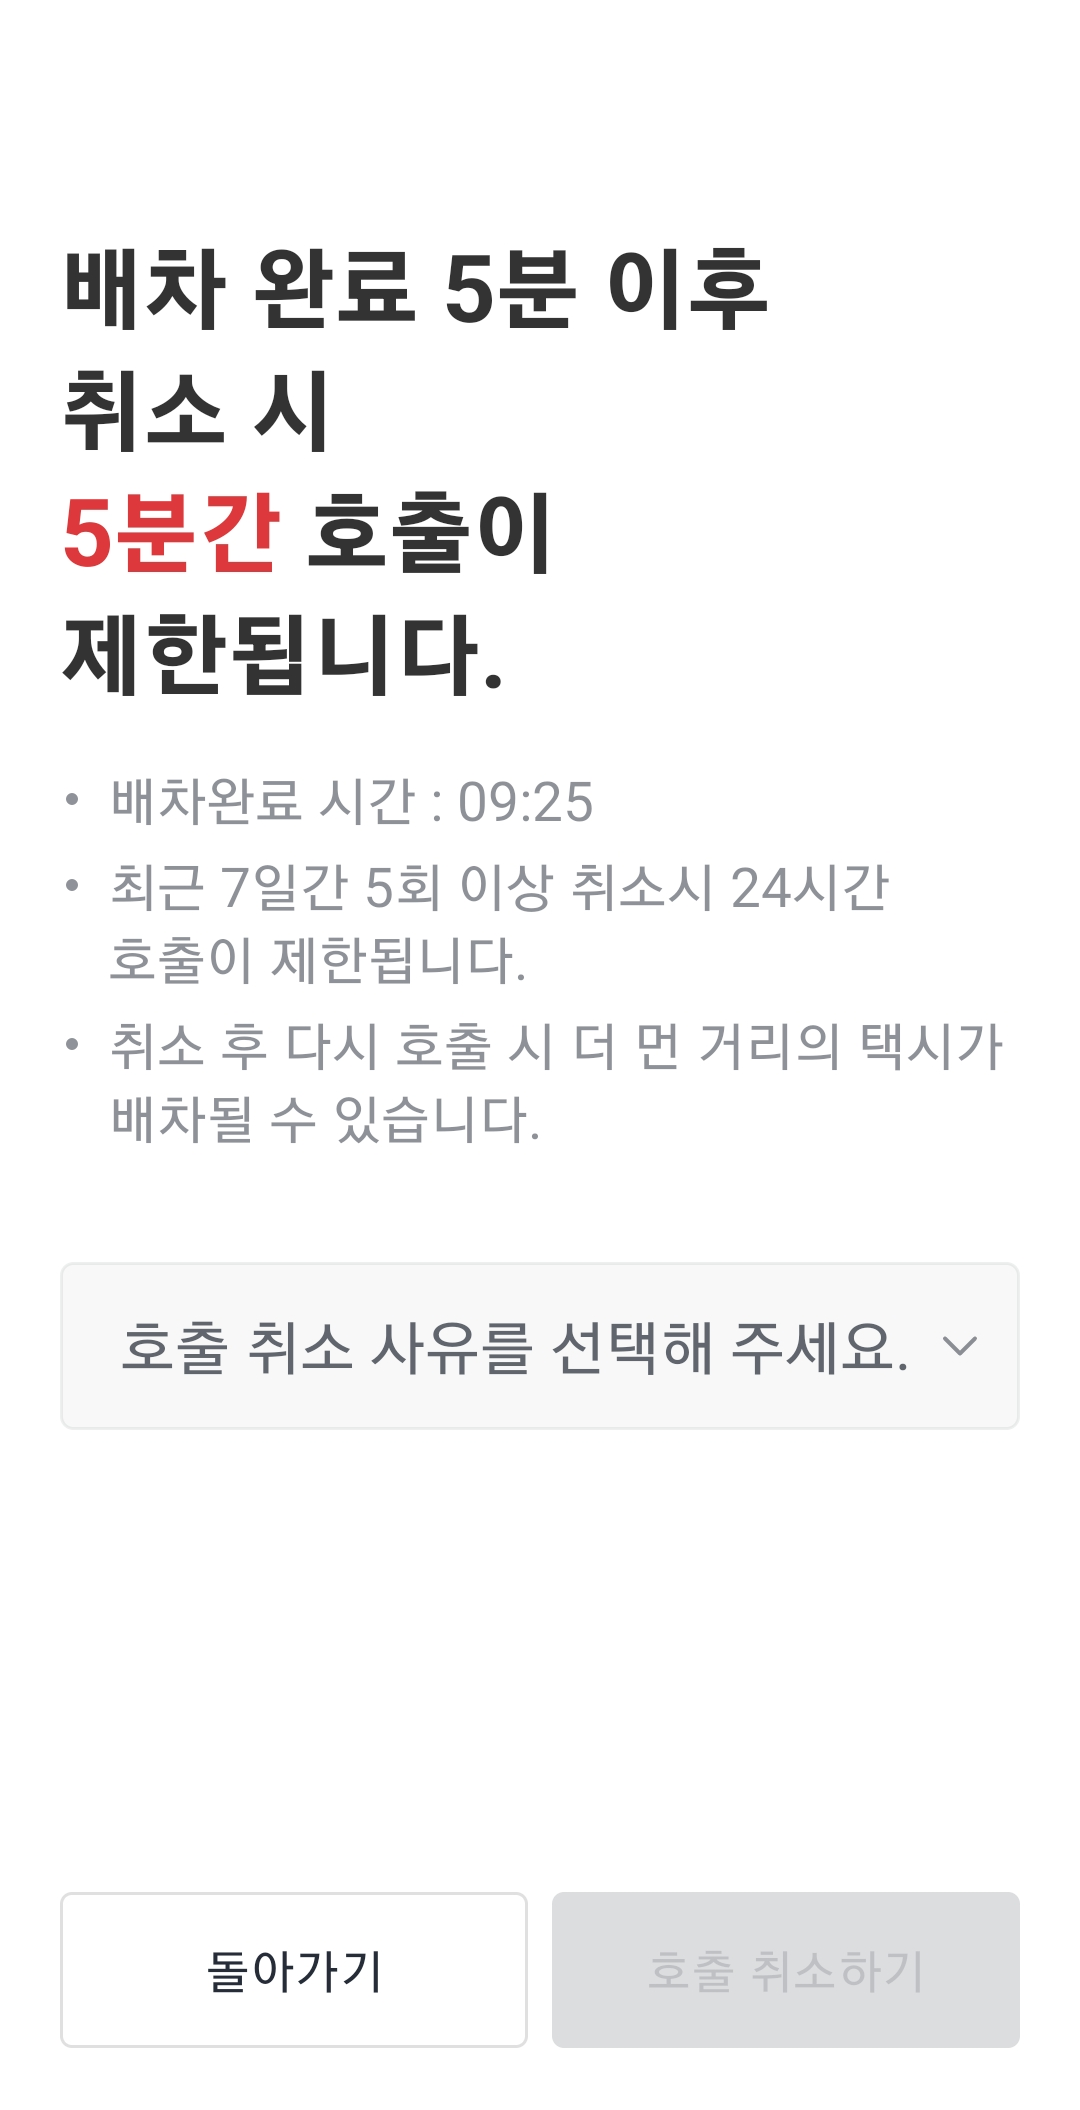 배차 완료 5분 이후
취소 시
5분간 호출이
제한됩니다.
• 배차완료 시간 : 09:25
• 최근 7일간 5회 이상 취소시 24시간
호출이 제한됩니다.
• 취소 후 다시 호출 시 더 먼 거리의 택시가
배차될 수 있습니다.
호출 취소 사유를 선택해 주세요.
돌아가기
호출 취소하기